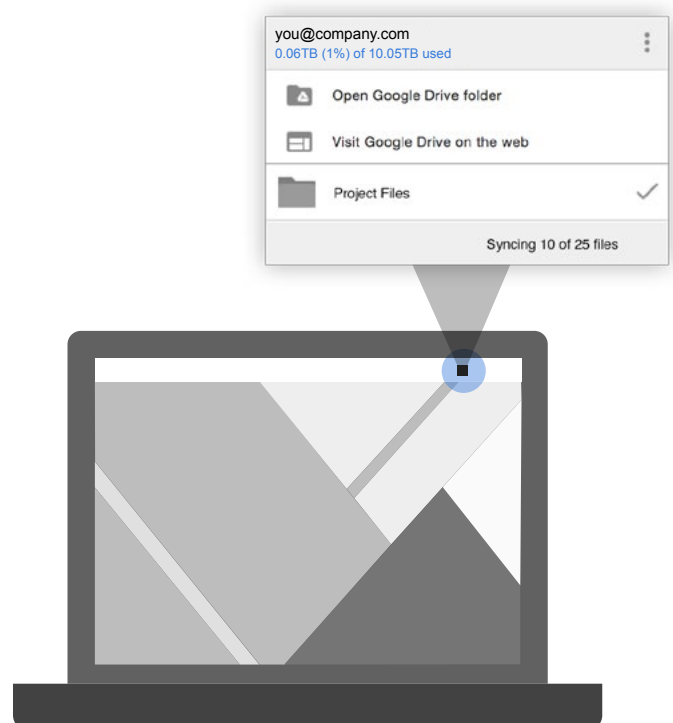 you@company.com
0.06TB (1%) of 10.05TB used
Open Google Drive folder
Visit Google Drive on the web
Project Files
Syncing 10 of 25 files